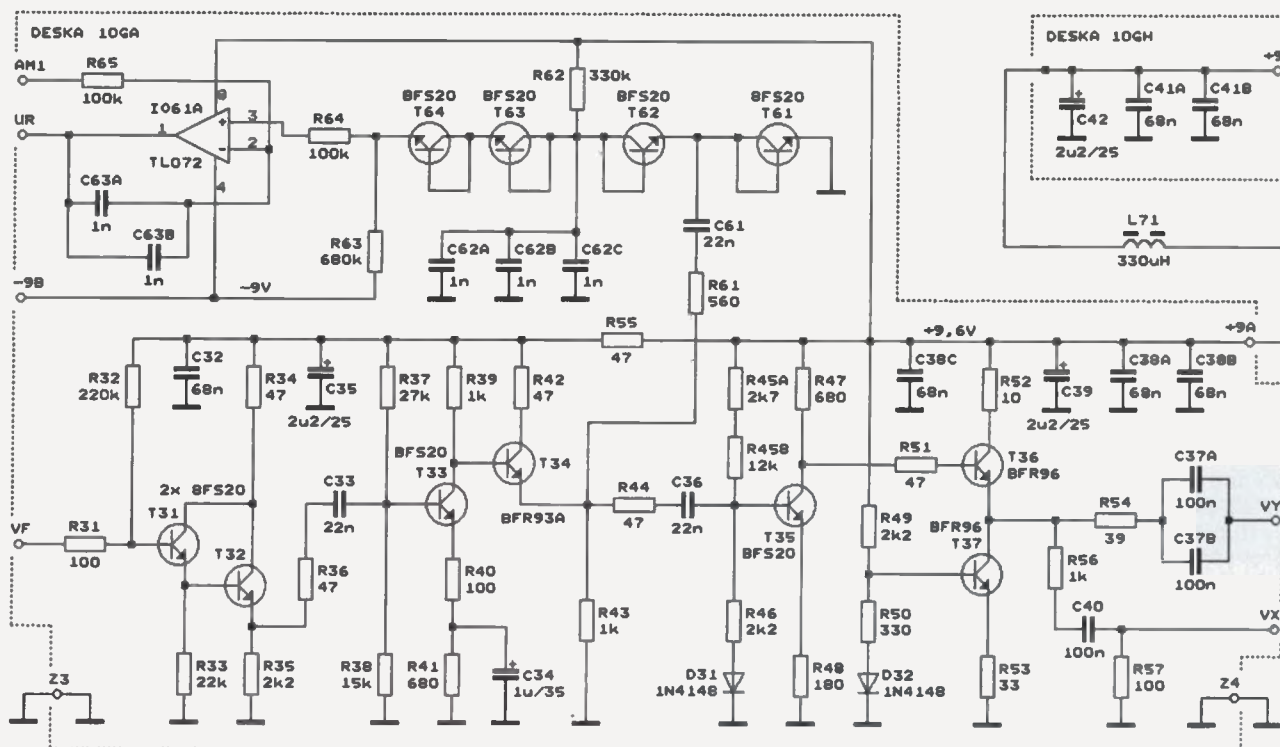 DESKA 10GA
DESKA 10GH
AM1
R65
100k
UR
IO61A
8
3
1
2
4
TL072
R64
100k
BFS20
T64
BFS20
T63
R62
330k
BFS20
T62
8FS20
T61
+9
C42
2u2/25
C41A
68n
C41B
68n
C63A
1n
C63B
1n
R63
680k
C62A
1n
C62B
1n
C62C
1n
C61
22n
R61
560
L71
330uH
-9B
-9V
R55
47
+9,6V
+9A
R32
220k
C32
68n
R34
47
C35
2u2/25
R37
27k
R39
1k
R42
47
R45A
2k7
R47
680
C38C
68n
R52
10
C39
2u2/25
C38A
68n
C38B
68n
R458
12k
BFS20
T33
T34
BFR93A
R51
47
T36
BFR96
C37A
100n
2x 8FS20
T31
T32
C33
22n
R44
47
C36
22n
T35
BFS20
R49
2k2
BFR96
T37
R54
39
VY
C37B
100n
VF
R31
100
R36
47
R40
100
R43
1k
R46
2k2
R50
330
R56
1k
C40
100n
VX
R33
22k
R35
2k2
R38
15k
R41
680
C34
1u/35
D31
1N4148
R48
180
D32
1N4148
R53
33
R57
100
Z3
Z4